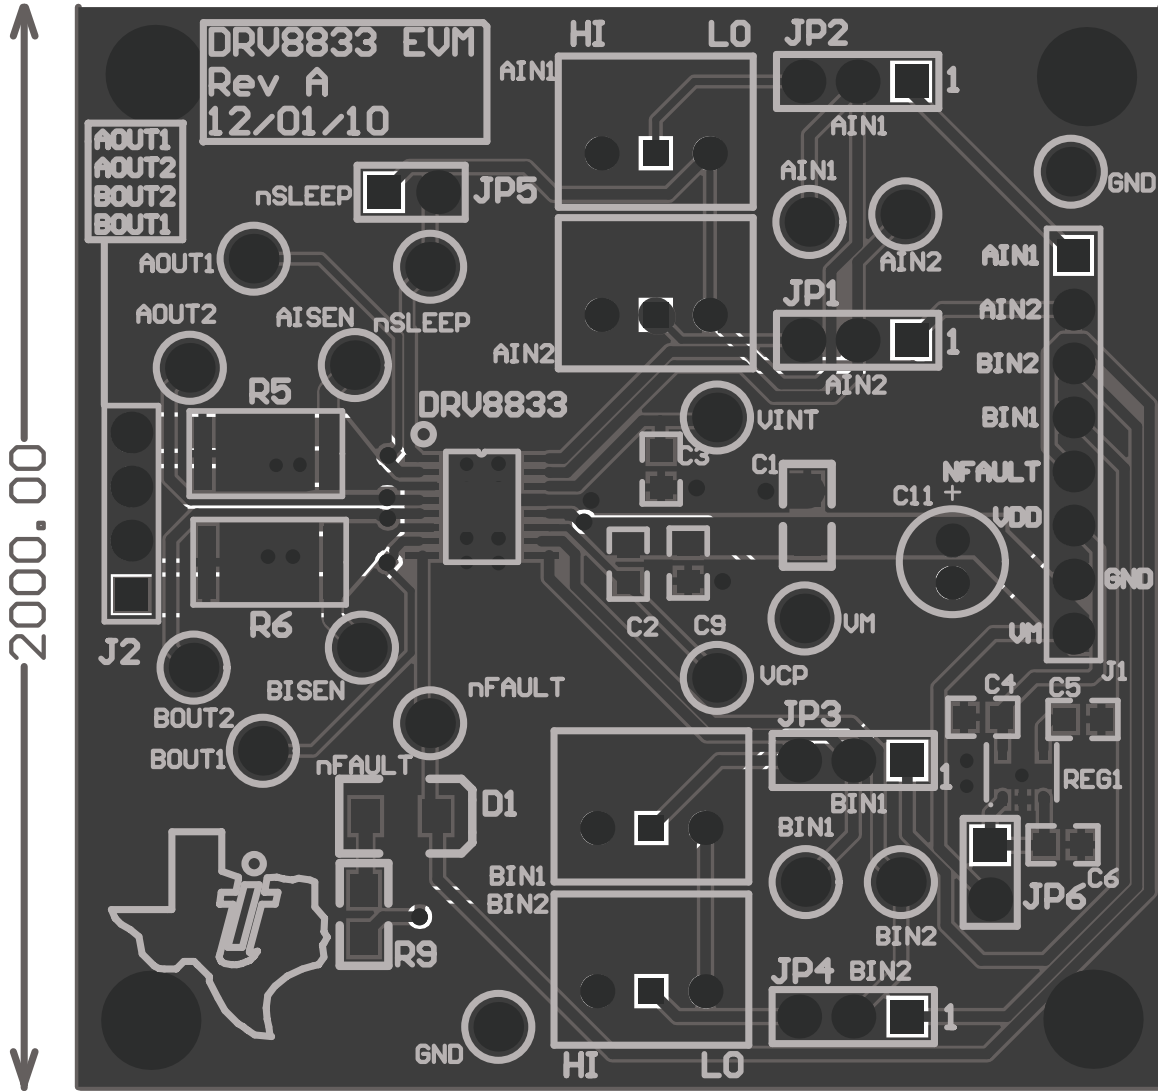 DRV8833 EVM
Rev A
12/01/10
HI
LO
JP2
AIN1
1
AIN1
AOUT1
AOUT2
BOUT2
BOUT1
nSLEEP
JP5
AIN1
GND
AOUT1
AIN2
AIN1
AOUT2
AISEN
nSLEEP
JP1
AIN2
AIN2
1
BIN2
R5
AIN2
DRV8833
VINT
BIN1
C3
C1
NFAULT
C11
+
VDD
2000.00
GND
R6
C2
C9
VM
VM
J2
BISEN
nFAULT
VCP
J1
C4
C5
BOUT2
JP3
BOUT1
nFAULT
1
REG1
D1
BIN1
BIN1
BIN1
C6
BIN2
JP6
R9
BIN2
JP4
BIN2
1
GND
HI
LO